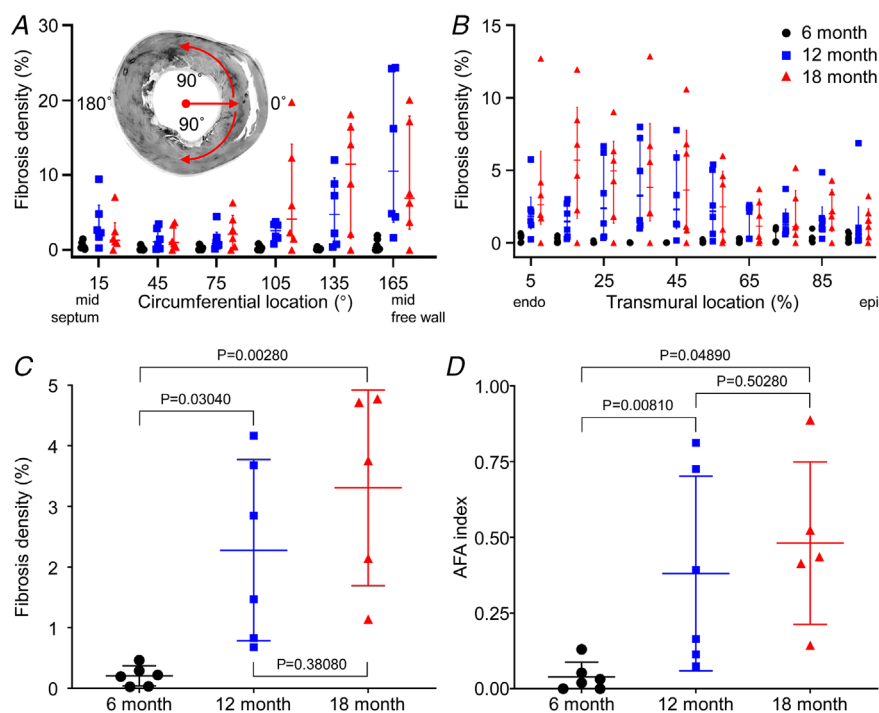 A
B
30
20
10
0
Fibrosis density (%)
90°
90°
180°
0°
15
45
75
105
135
165
mid
septum
Circumferential location (°)
mid
free wall
15
10
5
0
Fibrosis density (%)
6 month
12 month
18 month
5
25
45
65
85
endo
Transmural location (%)
epi
C
P=0.00280
P=0.03040
P=0.38080
5
4
3
2
1
0
Fibrosis density (%)
6 month
12 month
18 month
D
P=0.04890
P=0.50280
P=0.00810
1.00
0.75
0.50
0.25
0.00
AFA index
6 month
12 month
18 month